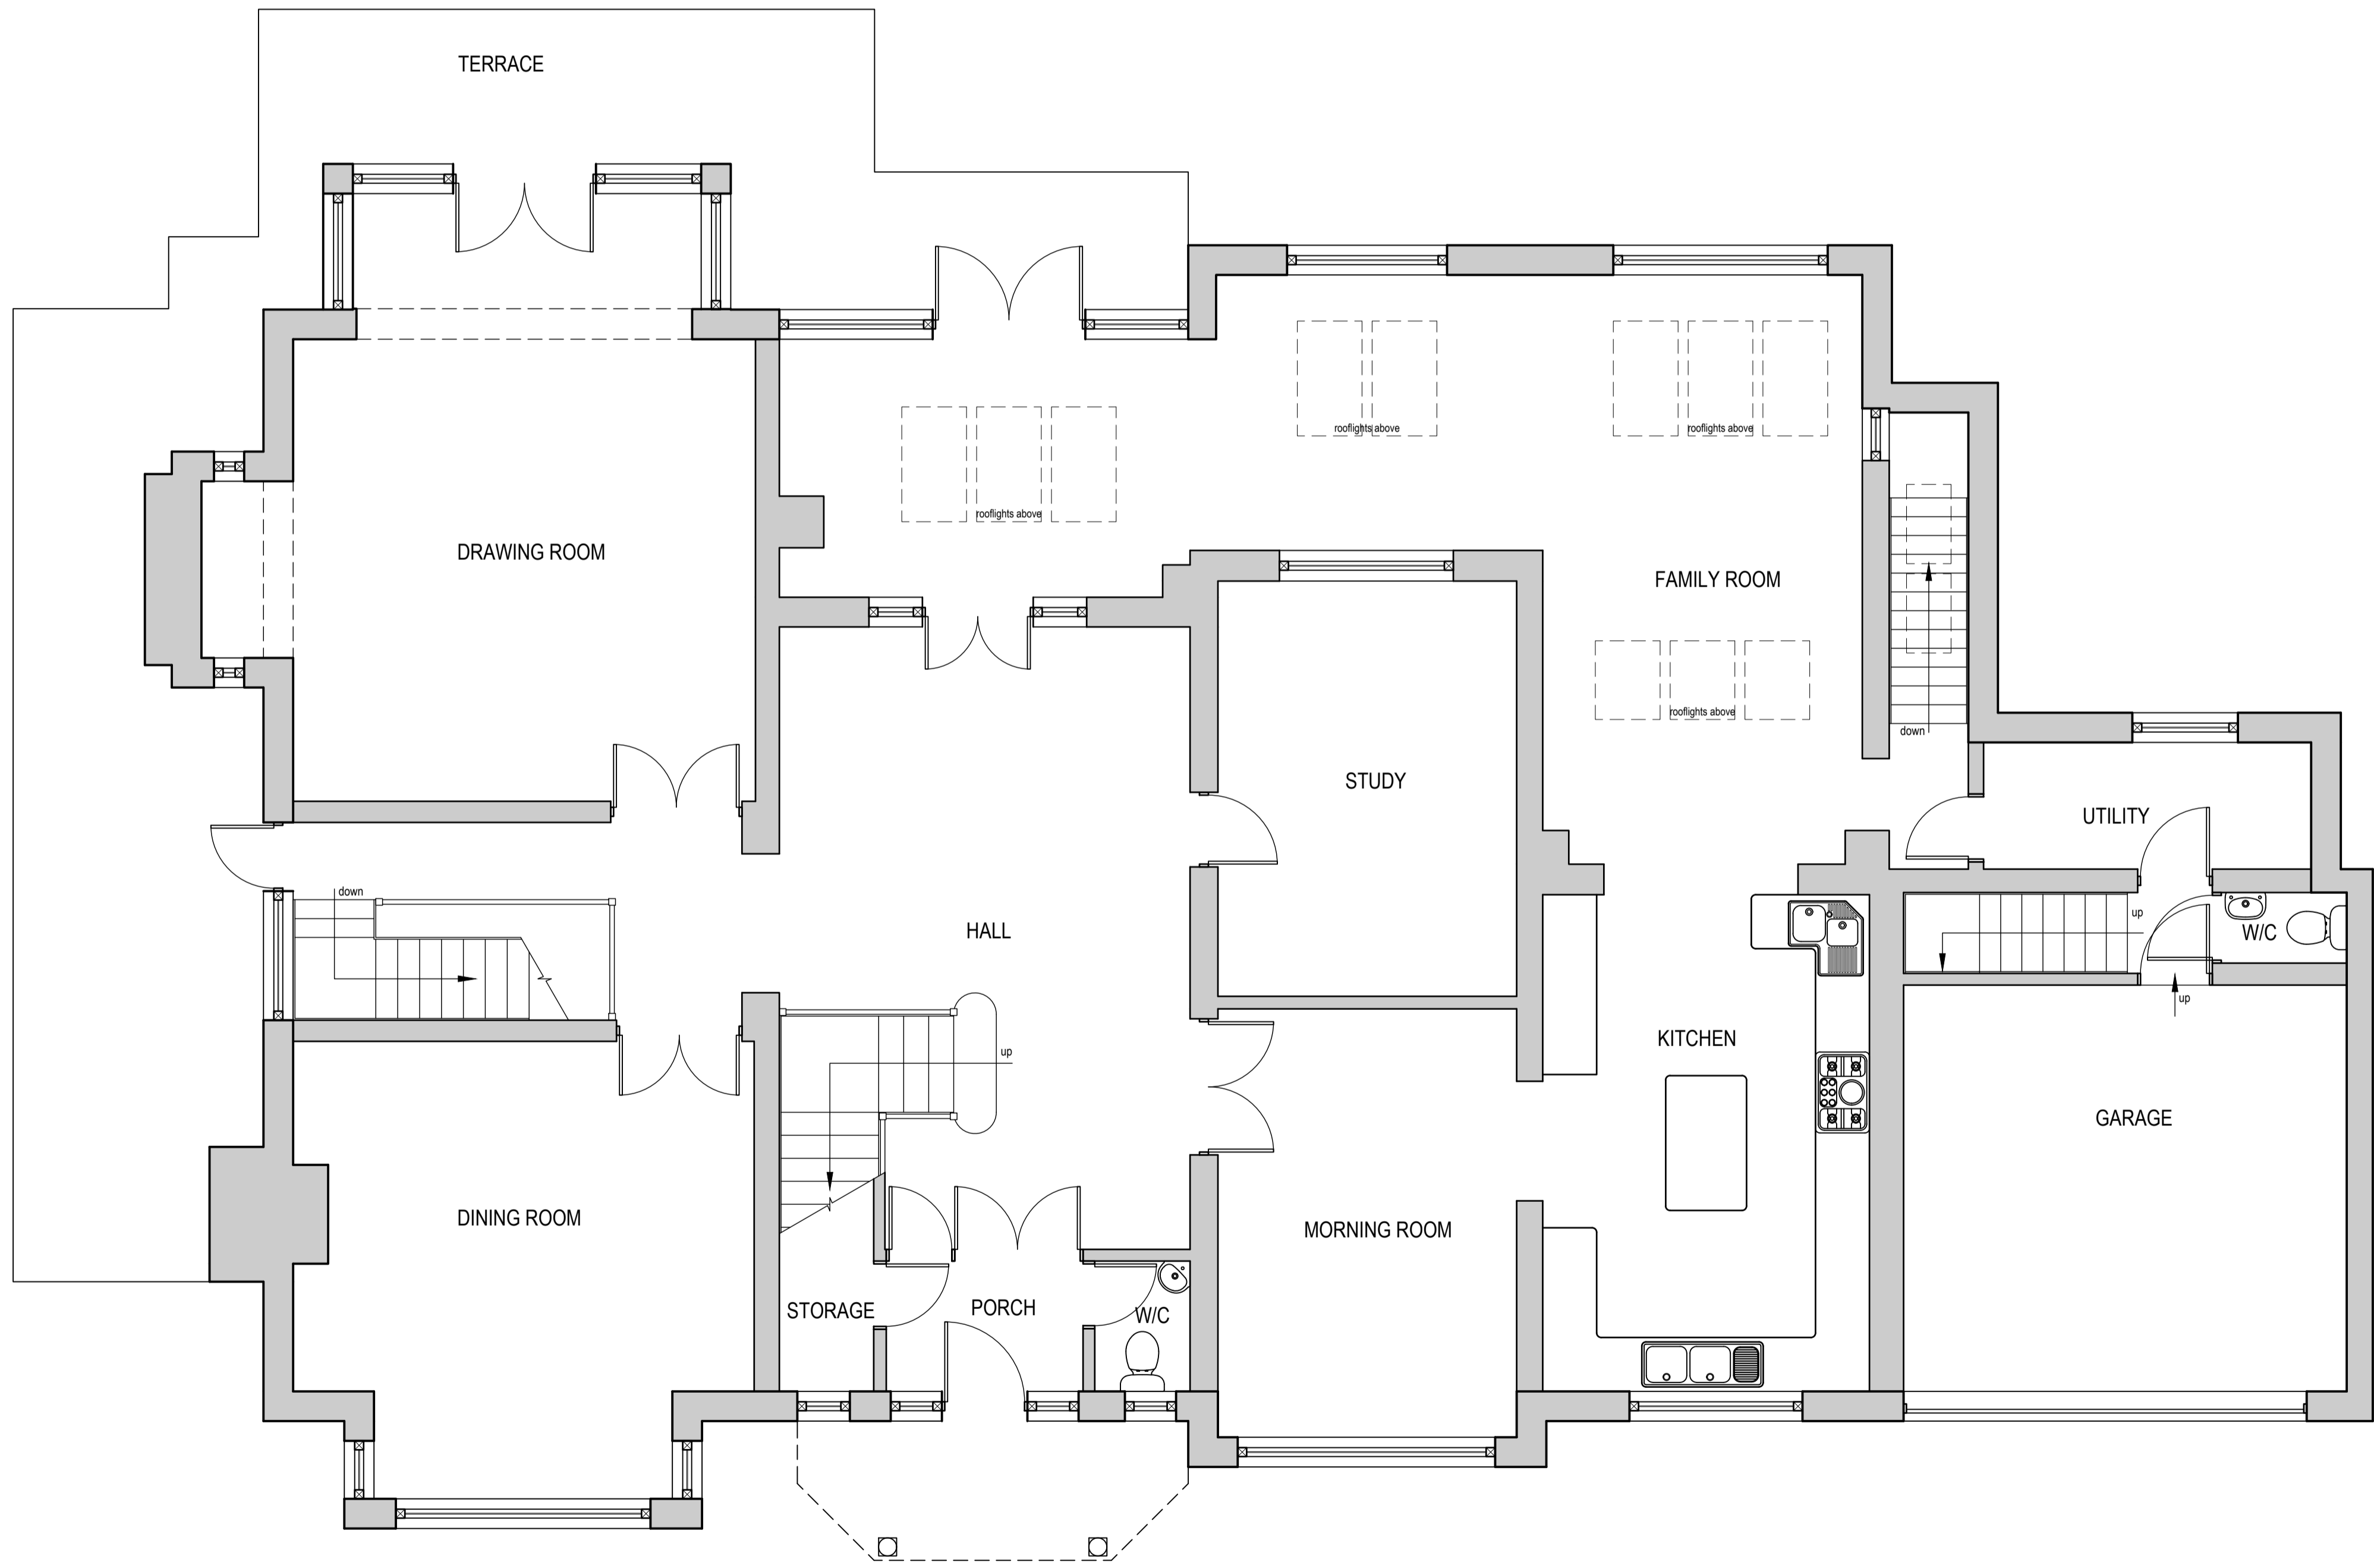 TERRACE
rooflights above
rooflights above
rooflights above
DRAWING ROOM
FAMILY ROOM
rooflights above
down
STUDY
UTILITY
down
up
HALL
W/C
up
KITCHEN
up
GARAGE
DINING ROOM
MORNING ROOM
STORAGE
PORCH
W/C